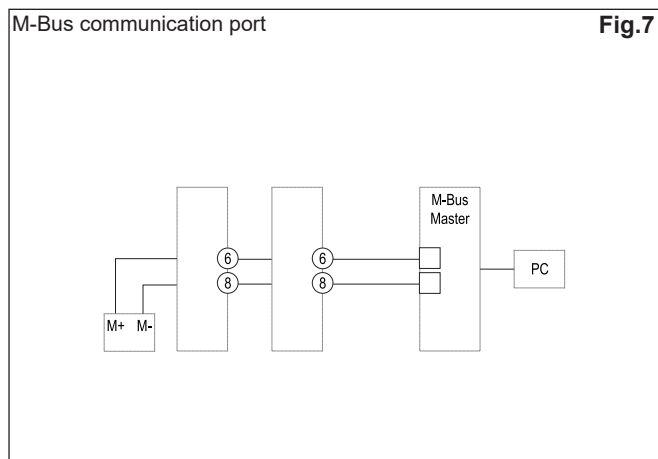 M-Bus communication port
Fig.7
M-Bus
Master
6
6
8
8
PC
M+ M-